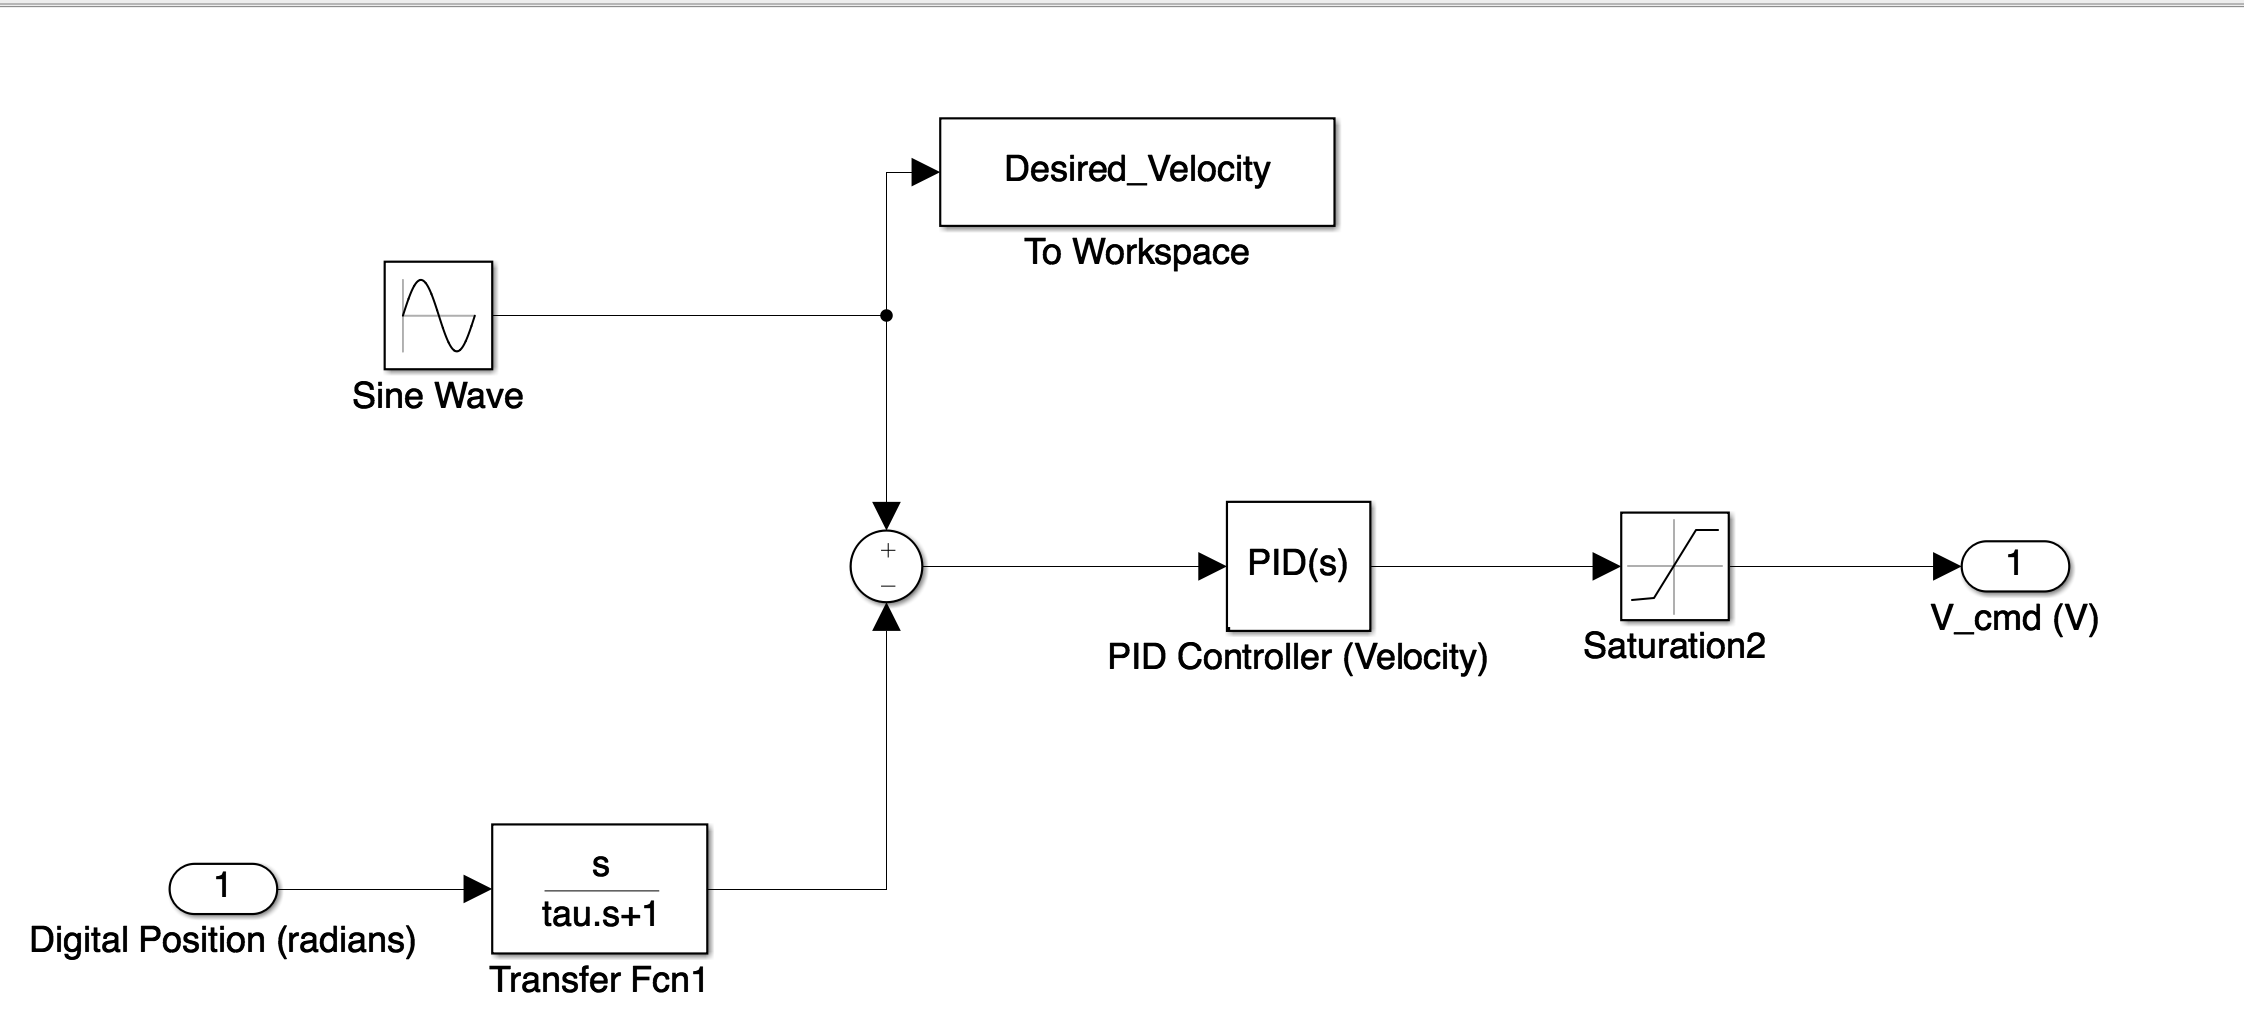 Desired_Velocity
To Workspace
Sine Wave
+
−
PID(s)
PID Controller (Velocity)
Saturation2
1
V_cmd (V)
1
Digital Position (radians)
s
tau.s+1
Transfer Fcn1